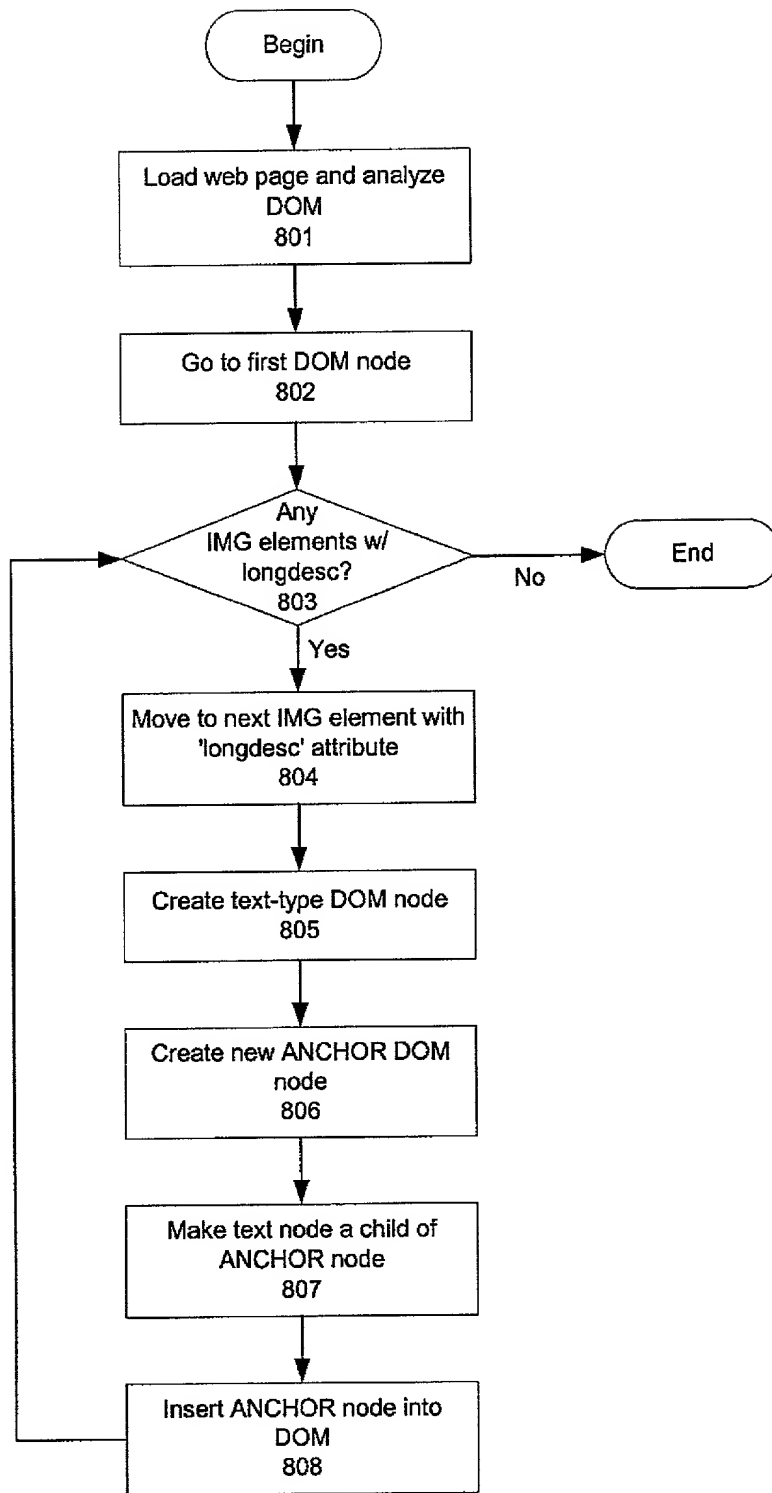 Begin
Load web page and analyze
DOM
801
Go to first DOM node
802
Any
IMG elements w/
longdesc?
803
No
End
Yes
Move to next IMG element with
'longdesc' attribute
804
Create text-type DOM node
805
Create new ANCHOR DOM
node
806
Make text node a child of
ANCHOR node
807
Insert ANCHOR node into
DOM
808